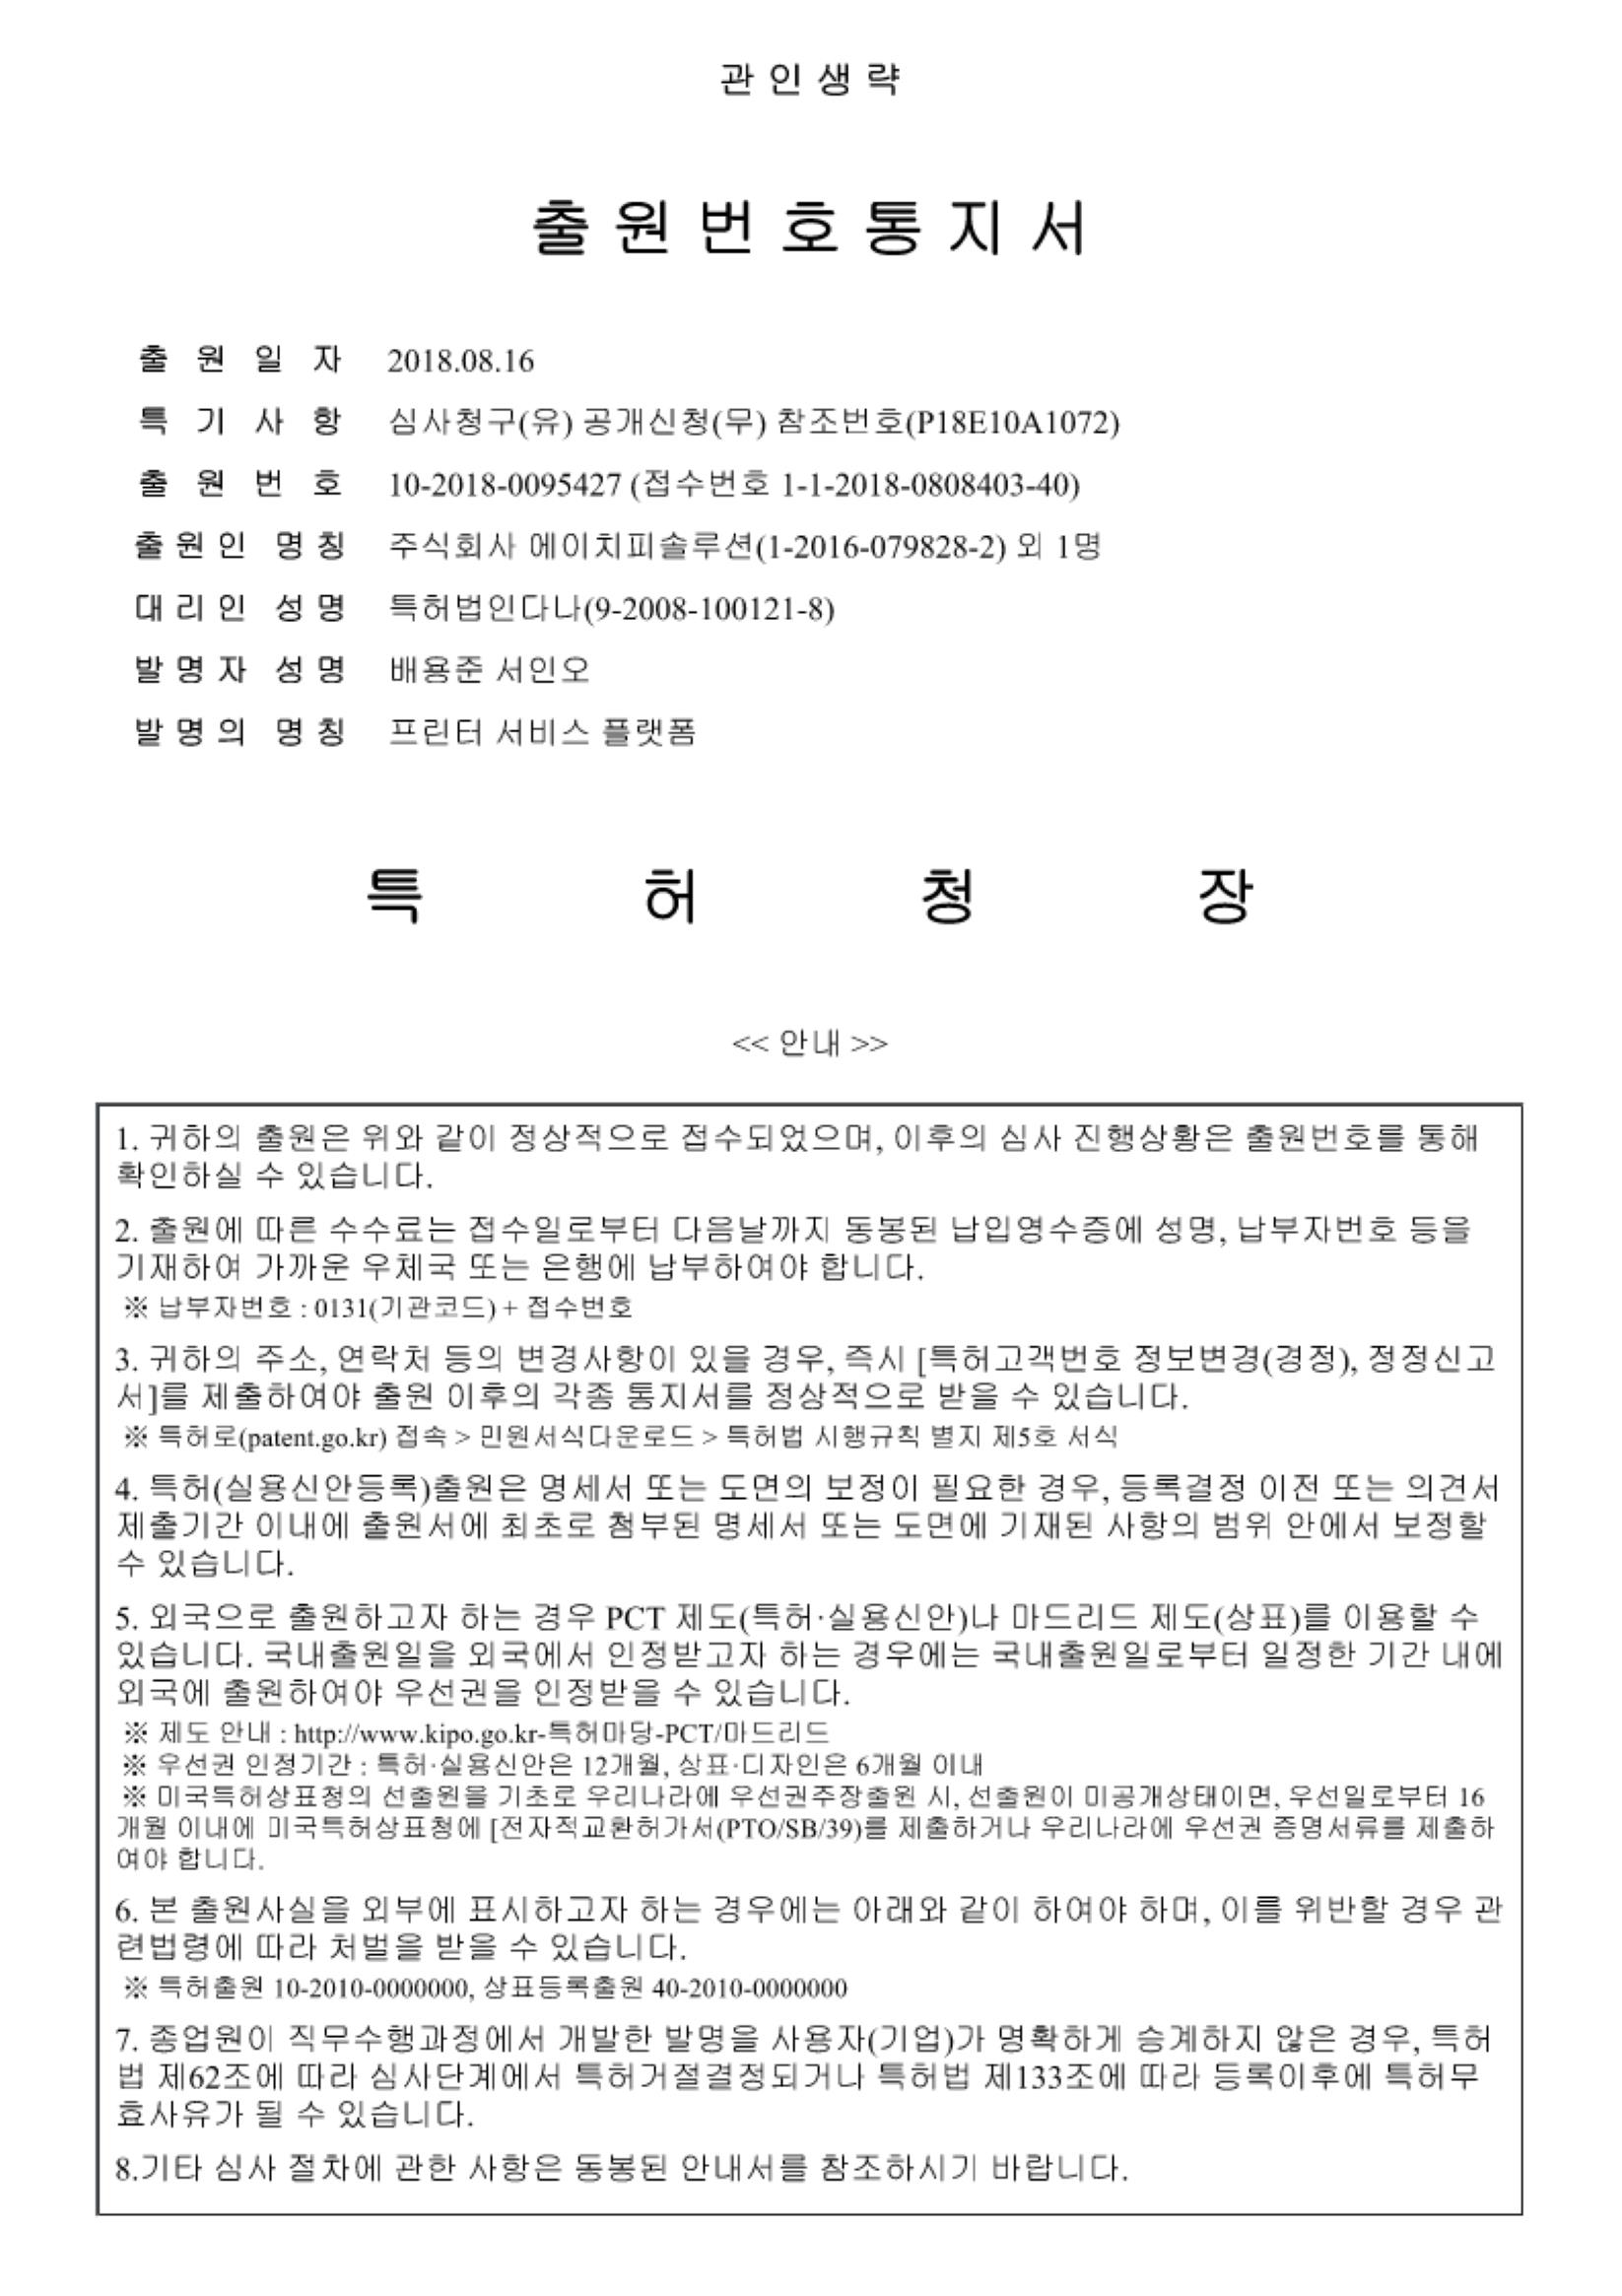 관 인 생 략
출 원 번 호 통 지 서
출 원 일 자 2018.08.16
특 기 사 항 심사청구(유) 공개신청(무) 참조번호(P18E10A1072)
출 원 번 호 10-2018-0095427 (접수번호 1-1-2018-0808403-40)
출 원 인 명 칭 주식회사 에이치피솔루션(1-2016-079828-2) 외 1명
대 리 인 성 명 특허법인다나(9-2008-100121-8)
발 명 자 성 명 배용준 서인오
발 명 의 명 칭 프린터 서비스 플랫폼
특 허 청 장
<< 안내 >>
1. 귀하의 출원은 위와 같이 정상적으로 접수되었으며, 이후의 심사 진행상황은 출원번호를 통해
확인하실 수 있습니다.
2. 출원에 따른 수수료는 접수일로부터 다음날까지 동봉된 납입영수증에 성명, 납부자번호 등을
기재하여 가까운 우체국 또는 은행에 납부하여야 합니다.
※ 납부자번호 : 0131(기관코드) + 접수번호
3. 귀하의 주소, 연락처 등의 변경사항이 있을 경우, 즉시 [특허고객번호 정보변경(경정), 정정신고
서]를 제출하여야 출원 이후의 각종 통지서를 정상적으로 받을 수 있습니다.
※ 특허로(patent.go.kr) 접속 > 민원서식다운로드 > 특허법 시행규칙 별지 제5호 서식
4. 특허(실용신안등록)출원은 명세서 또는 도면의 보정이 필요한 경우, 등록결정 이전 또는 의견서
제출기간 이내에 출원서에 최초로 첨부된 명세서 또는 도면에 기재된 사항의 범위 안에서 보정할
수 있습니다.
5. 외국으로 출원하고자 하는 경우 PCT 제도(특허·실용신안)나 마드리드 제도(상표)를 이용할 수
있습니다. 국내출원일을 외국에서 인정받고자 하는 경우에는 국내출원일로부터 일정한 기간 내에
외국에 출원하여야 우선권을 인정받을 수 있습니다.
※ 제도 안내 : http://www.kipo.go.kr-특허마당-PCT/마드리드
※ 우선권 인정기간 : 특허·실용신안은 12개월, 상표·디자인은 6개월 이내
※ 미국특허상표청의 선출원을 기초로 우리나라에 우선권주장출원 시, 선출원이 미공개상태이면, 우선일로부터 16
개월 이내에 미국특허상표청에 [전자적교환허가서(PTO/SB/39)를 제출하거나 우리나라에 우선권 증명서류를 제출하
여야 합니다.
6. 본 출원사실을 외부에 표시하고자 하는 경우에는 아래와 같이 하여야 하며, 이를 위반할 경우 관
련법령에 따라 처벌을 받을 수 있습니다.
※ 특허출원 10-2010-0000000, 상표등록출원 40-2010-0000000
7. 종업원이 직무수행과정에서 개발한 발명을 사용자(기업)가 명확하게 승계하지 않은 경우, 특허
법 제62조에 따라 심사단계에서 특허거절결정되거나 특허법 제133조에 따라 등록이후에 특허무
효사유가 될 수 있습니다.
8.기타 심사 절차에 관한 사항은 동봉된 안내서를 참조하시기 바랍니다.